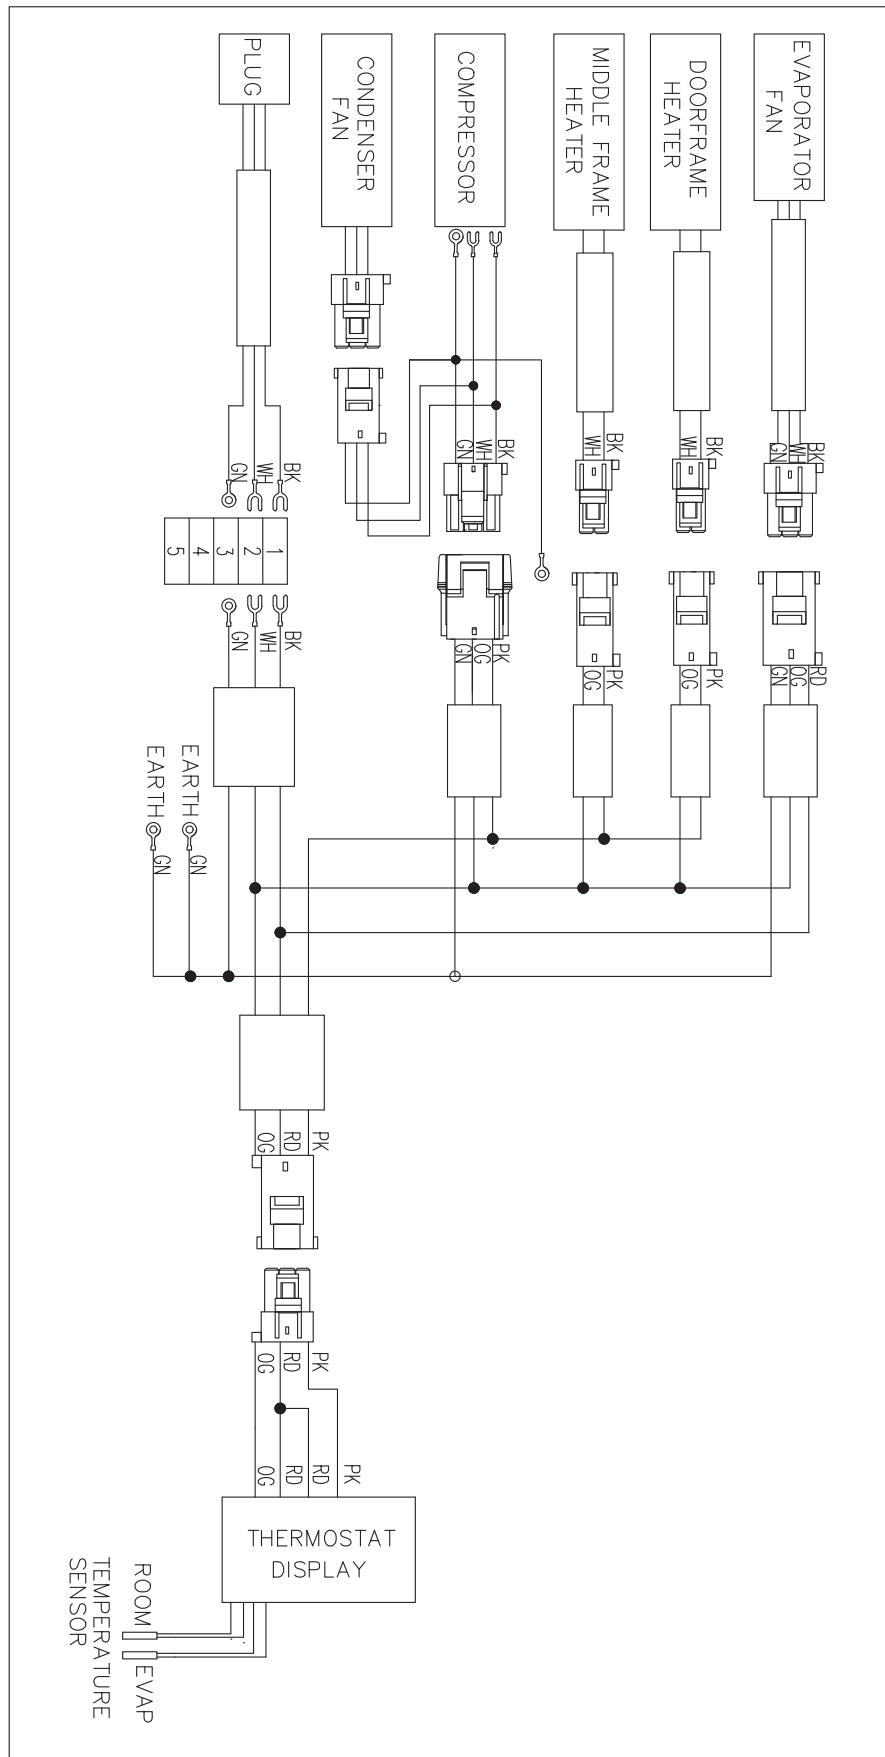 PLUG
CONDENSER
FAN
COMPRESSOR
MIDDLE FRAME
HEATER
DOORFRAME
HEATER
EVAPORATOR
FAN
GN
WH
BK
GN
WH
BK
WH
BK
WH
BK
GN
WH
BK
5
4
3
2
1
GN
WH
BK
GN
OG
PK
OG
PK
OG
PK
GN
OG
RD
EARTH
EARTH
GN
GN
OG
RD
PK
OG
RD
PK
OG
RD
RD
PK
THERMOSTAT
DISPLAY
ROOM
EVAP
TEMPERATURE
SENSOR